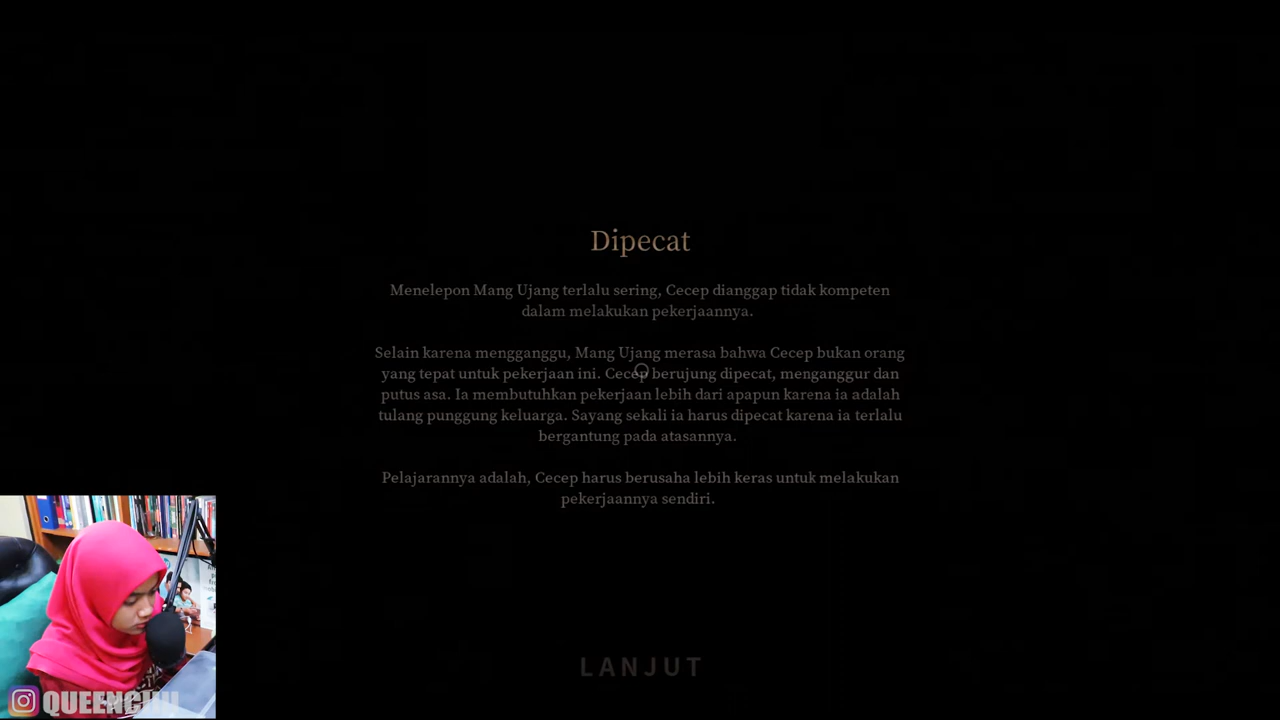 Dipecat
Menelepon Mang Ujang terlalu sering, Cecep dianggap tidak kompeten
dalam melakukan pekerjaannya.
Selain karena mengganggu, Mang Ujang merasa bahwa Cecep bukan orang
yang tepat untuk pekerjaan ini. Cecep berujung dipecat, menganggur dan
putus asa. Ia membutuhkan pekerjaan lebih dari apapun karena ia adalah
tulang punggung keluarga. Sayang sekali ia harus dipecat karena ia terlalu
bergantung pada atasannya.
Pelajarannya adalah, Cecep harus berusaha lebih keras untuk melakukan
pekerjaannya sendiri.
LANJUT